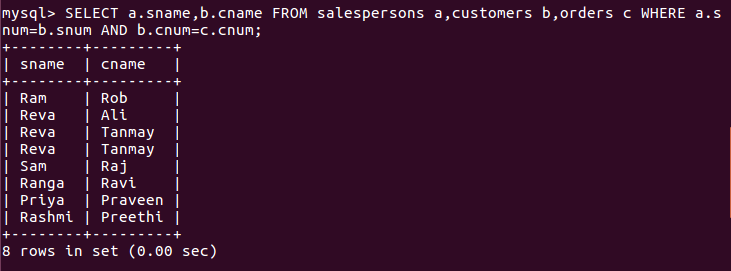 mysql> SELECT a.sname,b.cname FROM salespersons a,customers b,orders c WHERE a.s
num=b.snum AND b.cnum=c.cnum;
+--------+---------+
| sname  | cname   |
+--------+---------+
| Ram    | Rob     |
| Reva   | Ali     |
| Reva   | Tanmay  |
| Reva   | Tanmay  |
| Sam    | Raj     |
| Ranga  | Ravi    |
| Priya  | Praveen |
| Rashmi | Preethi |
+--------+---------+
8 rows in set (0.00 sec)